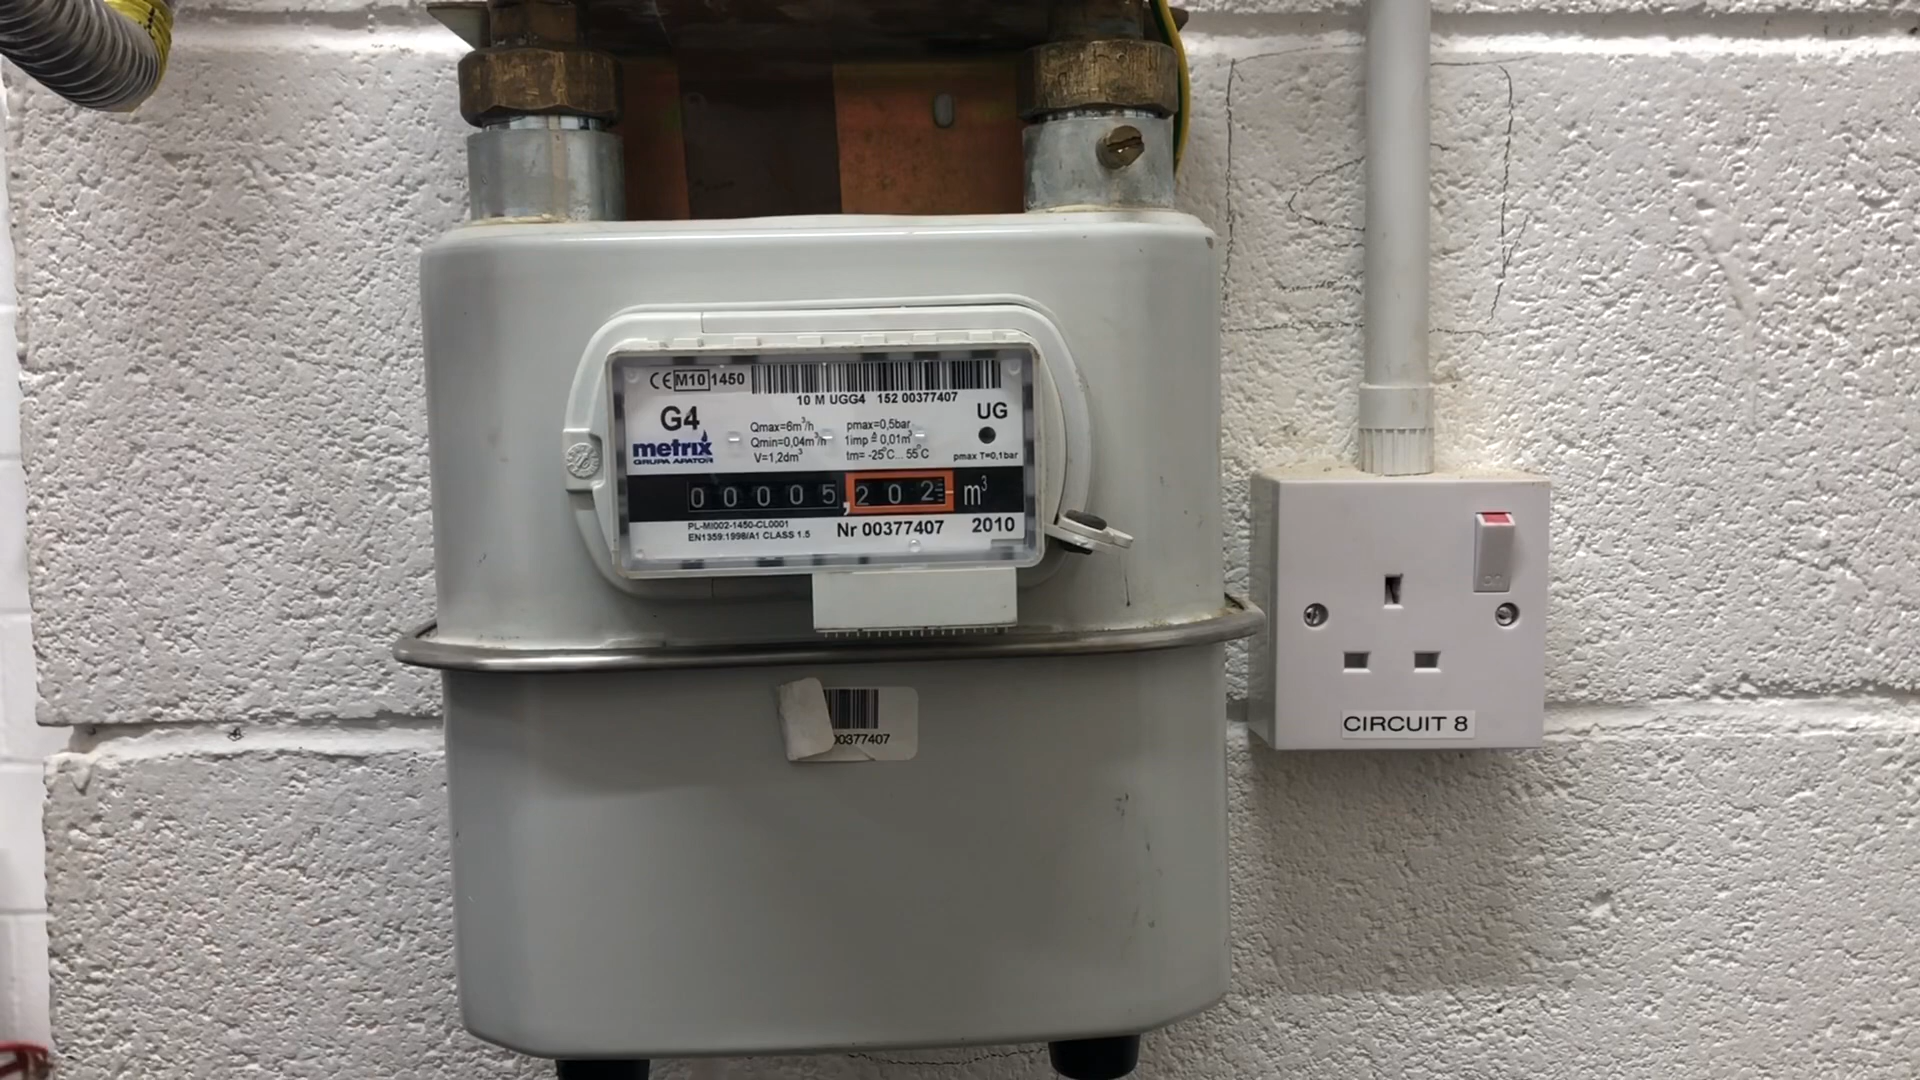 CE M10 1450
10 M UGG4 152 00377407
G4
metrix
GRUPA APATOR
Qmax=6m³/h
Qmin=0,04m³/h
V=1,2dm³
pmax=0,5bar
1imp ≙ 0,01m³
tm= -25°C... 55°C
UG
pmax T=0,1bar
00005,202 m³
PL-MI002-1450-CL0001
EN1359:1998/A1 CLASS 1.5
Nr 00377407
2010
00377407
CIRCUIT 8